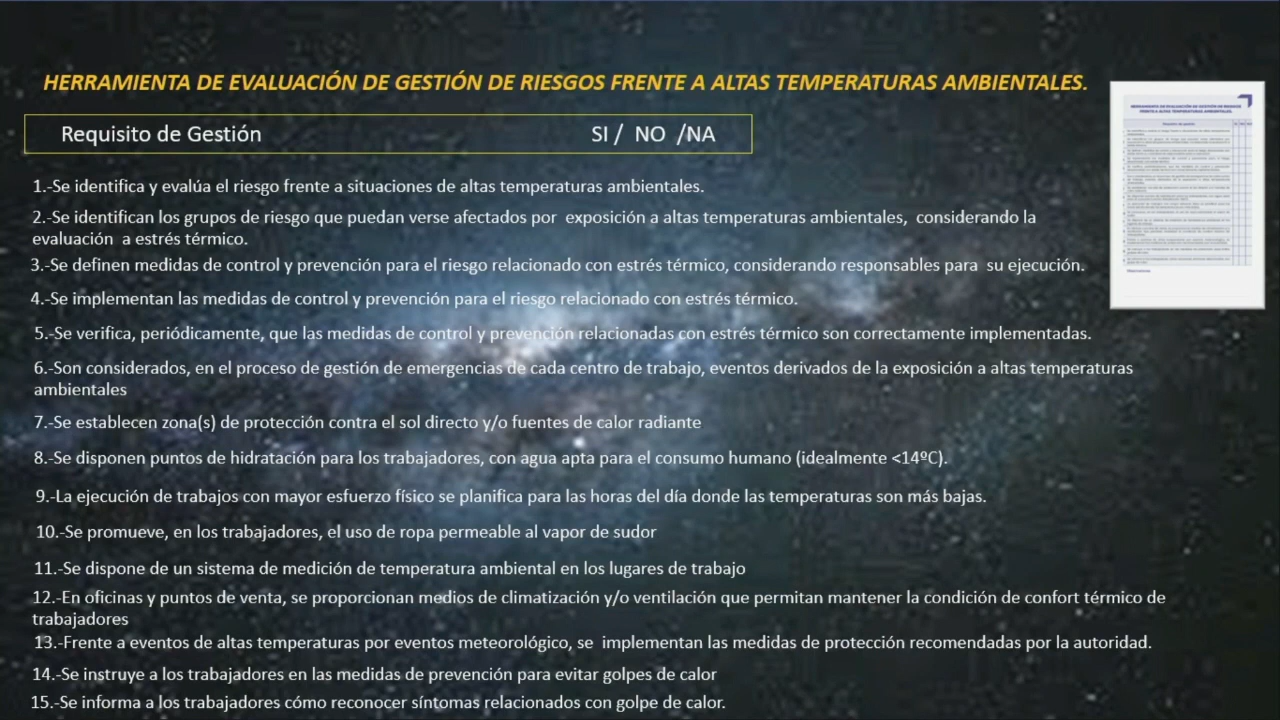 HERRAMIENTA DE EVALUACIÓN DE GESTIÓN DE RIESGOS FRENTE A ALTAS TEMPERATURAS AMBIENTALES.
Requisito de Gestión SI / NO /NA
1.-Se identifica y evalúa el riesgo frente a situaciones de altas temperaturas ambientales.
2.-Se identifican los grupos de riesgo que puedan verse afectados por exposición a altas temperaturas ambientales, considerando la
evaluación a estrés térmico.
3.-Se definen medidas de control y prevención para el riesgo relacionado con estrés térnico, considerando responsables para su ejecución.
4.-Se implementan las medidas de control y prevención para el riesgo relacionado con estrés térmico.
5.-Se verifica, periódicamente, que las medidas de control y prevención relacionadas con estrés térmico son correctamente implementadas.
6.-Son considerados, en el proceso de gestión de emergencias de cada centro de trabajo, eventos derivados de la exposición a altas temperaturas
ambientales
7.-Se establecen zona(s) de protección contra el sol directo y/o fuentes de calor radiante
8.-Se disponen puntos de hidratación para los trabajadores, con agua apta para el consumo humano (idealmente <14ºC).
9.-La ejecución de trabajos con mayor esfuerzo físico se planifica para las horas del día donde las temperaturas son más bajas.
10.-Se promueve, en los trabajadores, el uso de ropa permeable al vapor de sudor
11.-Se dispone de un sistema de medición de temperatura ambiental en los lugares de trabajo
12.-En oficinas y puntos de venta, se proporcionan medios de climatización y/o ventilación que permitan mantener la condición de confort térmico de
trabajadores
13.-Frente a eventos de altas temperaturas por eventos meteorológico, se implementan las medidas de protección recomendadas por la autoridad.
14.-Se instruye a los trabajadores en las medidas de prevención para evitar golpes de calor
15.-Se informa a los trabajadores cómo reconocer síntomas relacionados con golpe de calor.
HERRAMIENTA DE EVALUACIÓN DE GESTIÓN DE RIESGOS
FRENTE A ALTAS TEMPERATURAS AMBIENTALES.